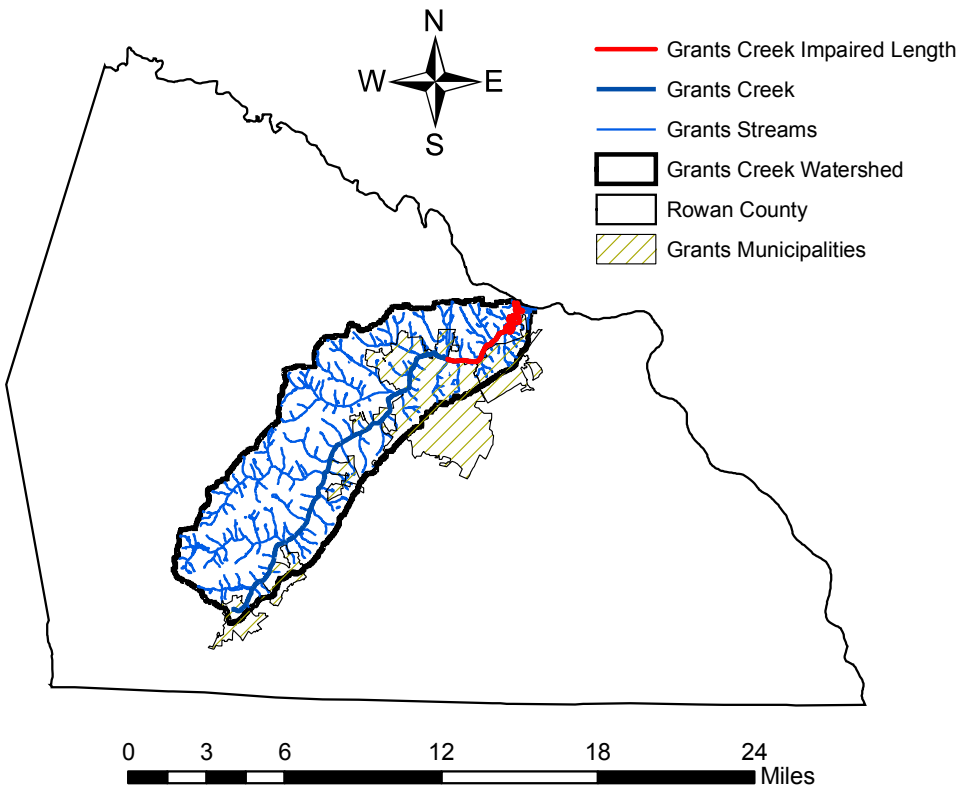 N
W E
S
Grants Creek Impaired Length
Grants Creek
Grants Streams
Grants Creek Watershed
Rowan County
Grants Municipalities
0 3 6 12 18 24
Miles